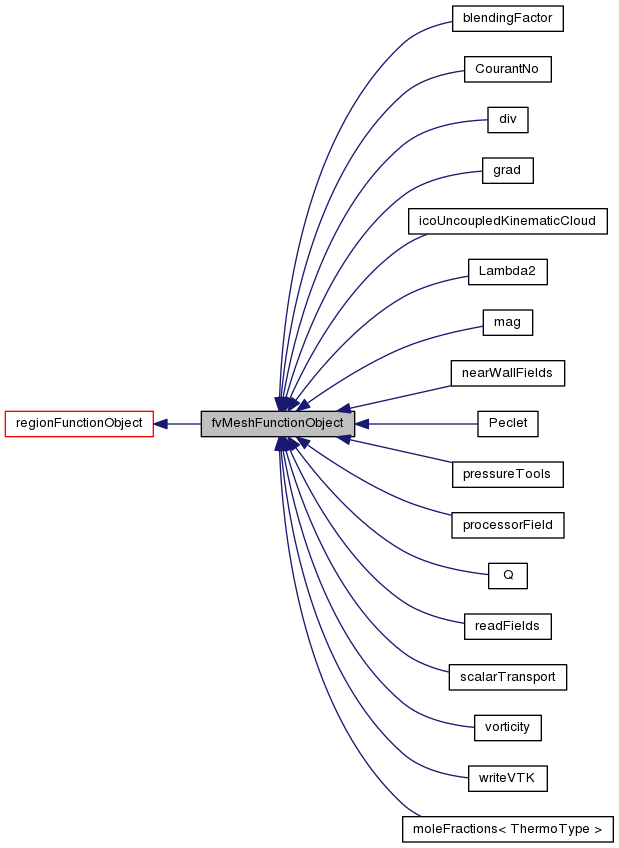 blendingFactor
CourantNo
div
grad
icoUncoupledKinematicCloud
Lambda2
mag
nearWallFields
regionFunctionObject
fvMeshFunctionObject
Peclet
pressureTools
processorField
Q
readFields
scalarTransport
vorticity
writeVTK
moleFractions< ThermoType >